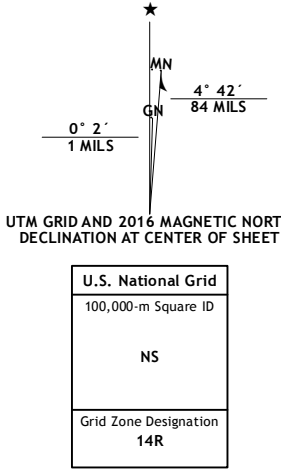 ★
MN
4° 42´
84 MILS
GN
0° 2´
1 MILS
UTM GRID AND 2016 MAGNETIC NORT
DECLINATION AT CENTER OF SHEET
U.S. National Grid
100,000-m Square ID
NS
Grid Zone Designation
14R